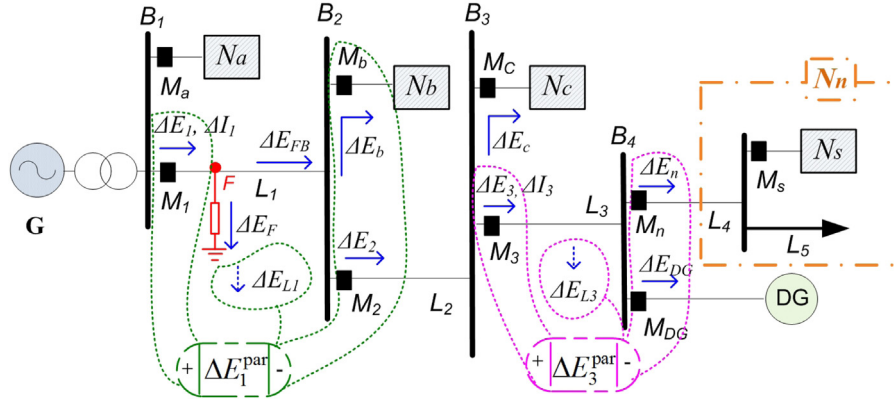 B1
B2
B3
Na
Mb
Nb
MC
Nc
Nn
Ma
ΔE1, ΔI1
ΔEFB
ΔEb
ΔEc
B4
ΔEn
Ns
Ms
G
M1
F
L1
ΔE3, ΔI3
L3
Mn
L4
L5
ΔEF
ΔE2
M3
ΔEL1
M2
L2
ΔEL3
ΔEDG
DG
MDG
+ ΔE1par -
+ ΔE3par -